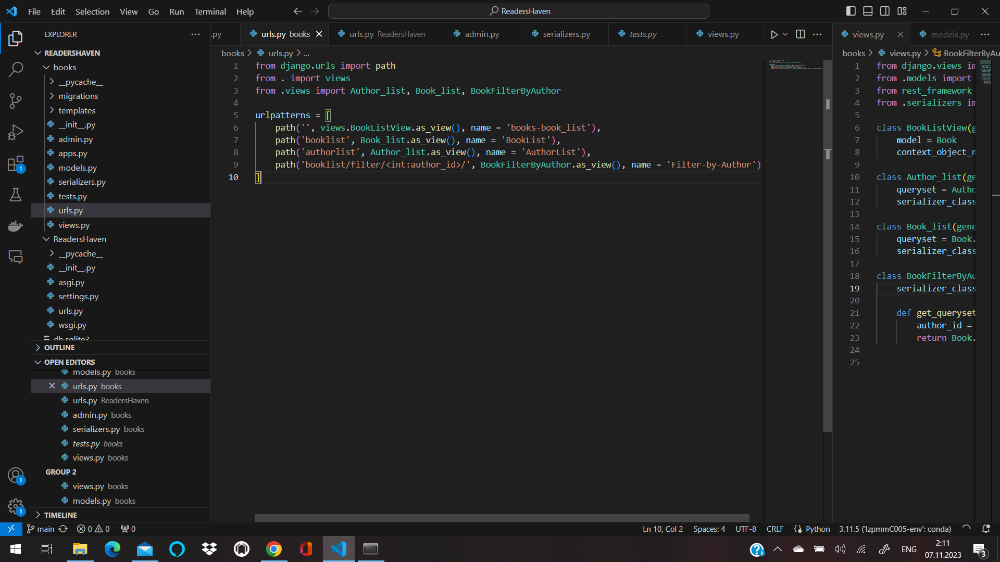 File Edit Selection View Go Run Terminal Help
ReadersHaven
EXPLORER
READERSHAVEN
books
__pycache__
migrations
templates
__init__.py
admin.py
apps.py
models.py
serializers.py
tests.py
urls.py
views.py
ReadersHaven
__pycache__
__init__.py
asgi.py
settings.py
urls.py
wsgi.py
db.sqlite3
OUTLINE
OPEN EDITORS
models.py books
urls.py books
urls.py ReadersHaven
admin.py books
serializers.py books
tests.py books
views.py books
GROUP 2
views.py books
models.py books
TIMELINE
.py urls.py books urls.py ReadersHaven admin.py serializers.py tests.py views.py
books > urls.py > ...
1 from django.urls import path
2 from . import views
3 from .views import Author_list, Book_list, BookFilterByAuthor
4
5 urlpatterns = [
6 path('', views.BookListView.as_view(), name = 'books-book_list'),
7 path('booklist', Book_list.as_view(), name = 'BookList'),
8 path('authorlist', Author_list.as_view(), name = 'AuthorList'),
9 path('booklist/filter/<int:author_id>/', BookFilterByAuthor.as_view(), name = 'Filter-by-Author')
10 ]
views.py models.py
books > views.py > BookFilterByAu
1 from django.views im
2 from .models import
3 from rest_framework
4 from .serializers im
5
6 class BookListView(g
7 model = Book
8 context_object_n
9
10 class Author_list(ge
11 queryset = Autho
12 serializer_class
13
14 class Book_list(gene
15 queryset = Book.
16 serializer_class
17
18 class BookFilterByAu
19 serializer_class
20
21 def get_queryset
22 author_id =
23 return Book.
24
25
1
1
1
main 0 0 0 Ln 10, Col 2 Spaces: 4 UTF-8 CRLF Python 3.11.5 ('IzpmmC005-env': conda)
ENG 2:11
07.11.2023
3